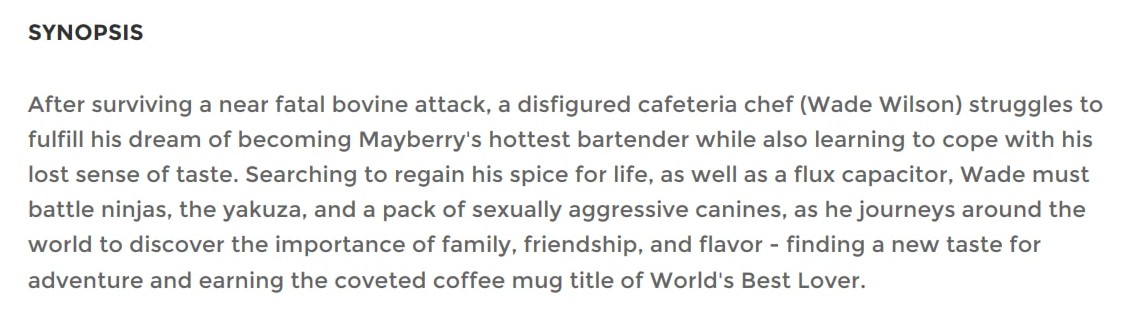 SYNOPSIS
After surviving a near fatal bovine attack, a disfigured cafeteria chef (Wade Wilson) struggles to
fulfill his dream of becoming Mayberry's hottest bartender while also learning to cope with his
lost sense of taste. Searching to regain his spice for life, as well as a flux capacitor, Wade must
battle ninjas, the yakuza, and a pack of sexually aggressive canines, as he journeys around the
world to discover the importance of family, friendship, and flavor - finding a new taste for
adventure and earning the coveted coffee mug title of World's Best Lover.